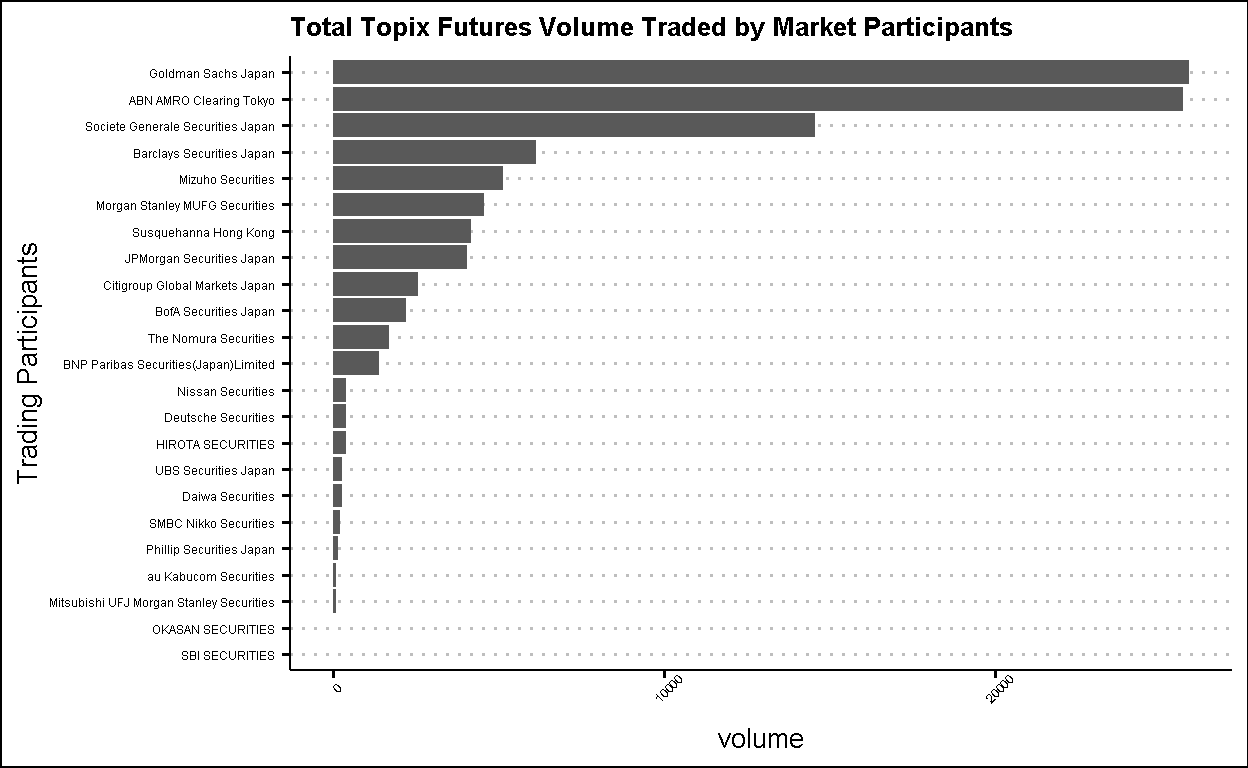 Total Topix Futures Volume Traded by Market Participants
Trading Participants
Goldman Sachs Japan
ABN AMRO Clearing Tokyo
Societe Generale Securities Japan
Barclays Securities Japan
Mizuho Securities
Morgan Stanley MUFG Securities
Susquehanna Hong Kong
JPMorgan Securities Japan
Citigroup Global Markets Japan
BofA Securities Japan
The Nomura Securities
BNP Paribas Securities(Japan)Limited
Nissan Securities
Deutsche Securities
HIROTA SECURITIES
UBS Securities Japan
Daiwa Securities
SMBC Nikko Securities
Phillip Securities Japan
au Kabucom Securities
Mitsubishi UFJ Morgan Stanley Securities
OKASAN SECURITIES
SBI SECURITIES
0
10000
20000
volume